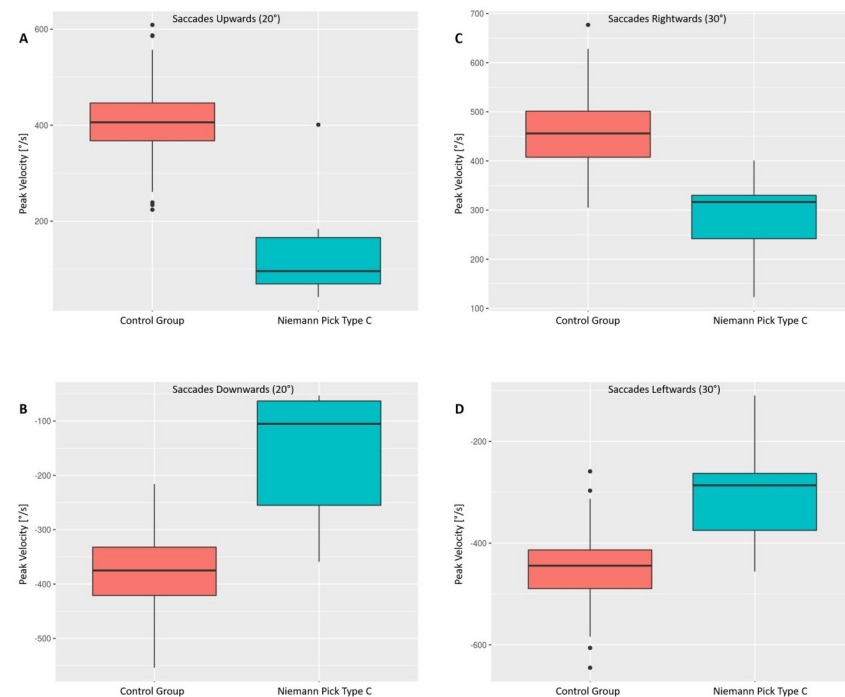 Saccades Upwards (20°)
A
Peak Velocity [°/s]
600
400
200
Control Group
Niemann Pick Type C
Saccades Rightwards (30°)
C
Peak Velocity [°/s]
700
600
500
400
300
200
100
Control Group
Niemann Pick Type C
Saccades Downwards (20°)
B
Peak Velocity [°/s]
-100
-200
-300
-400
-500
Control Group
Niemann Pick Type C
Saccades Leftwards (30°)
D
Peak Velocity [°/s]
-200
-400
-600
Control Group
Niemann Pick Type C